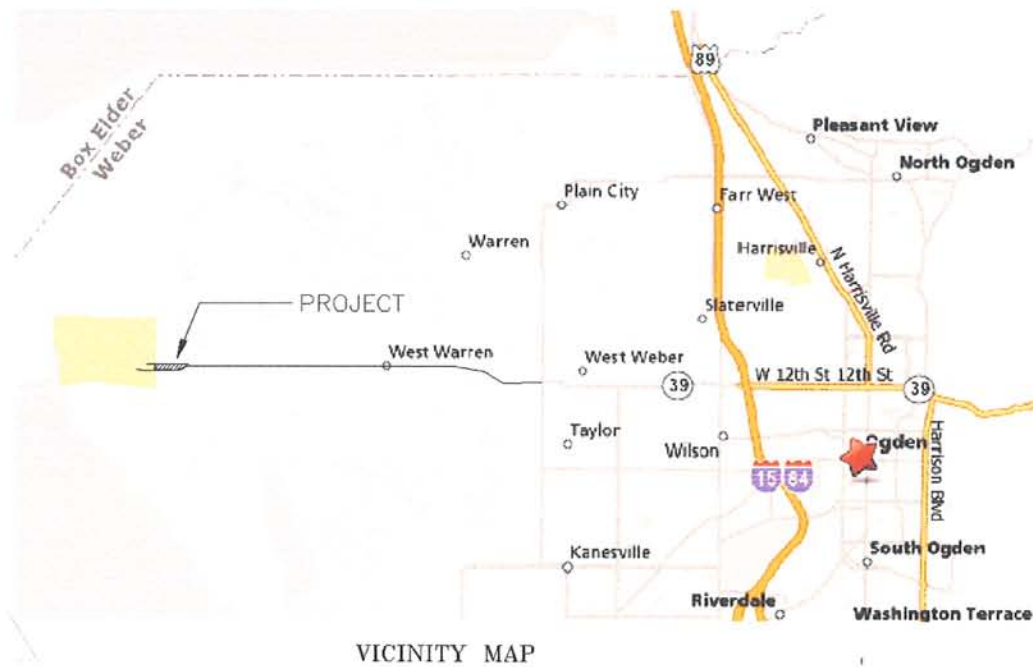 89
Box Elder
Weber
Pleasant View
North Ogden
Plain City
Farr West
Warren
Harrisville
N Harrisville Rd
PROJECT
Slaterville
West Warren
West Weber
39
W 12th St 12th St
39
Taylor
Wilson
Ogden
Harrison Blvd
15
84
Kanesville
South Ogden
Riverdale
Washington Terrace
VICINITY MAP